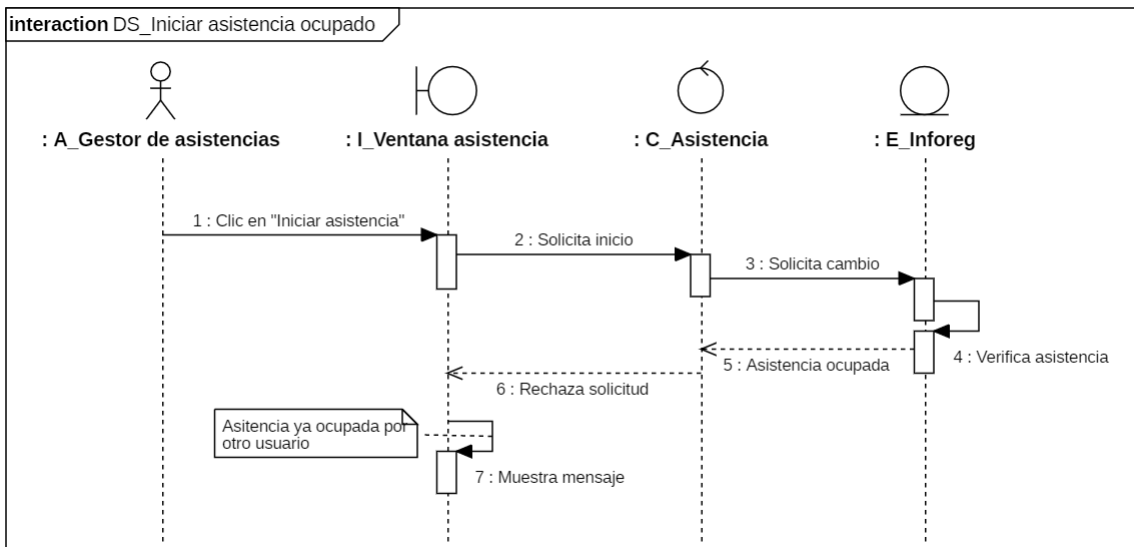 interaction DS_Iniciar asistencia ocupado
: A_Gestor de asistencias
: I_Ventana asistencia
: C_Asistencia
: E_Inforeg
1 : Clic en "Iniciar asistencia"
2 : Solicita inicio
3 : Solicita cambio
4 : Verifica asistencia
5 : Asistencia ocupada
6 : Rechaza solicitud
Asitencia ya ocupada por
otro usuario
7 : Muestra mensaje